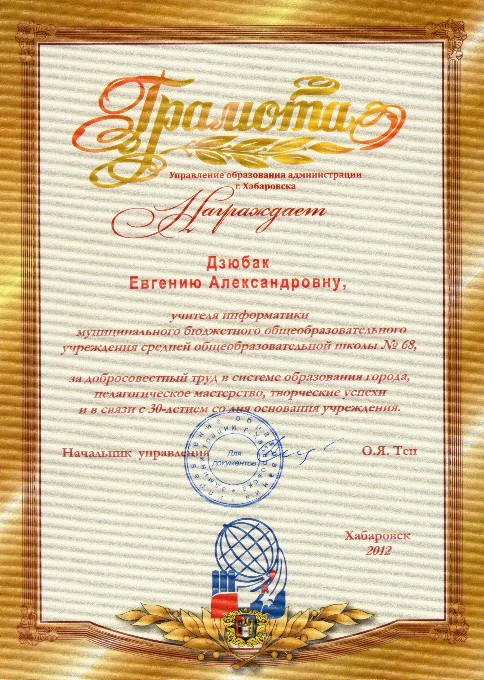 Грамота
Управление образования администрации
г. Хабаровска
Награждает
Дзюбак
Евгению Александровну,
учителя информатики
муниципального бюджетного общеобразовательного
учреждения средней общеобразовательной школы № 68,
за добросовестный труд в системе образования города,
педагогическое мастерство, творческие успехи
и в связи с 30-летием со дня основания учреждения.
Начальник управления
О.Я. Тен
Для
документов
Хабаровск
2012